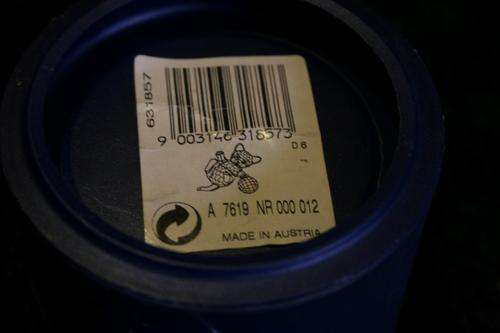 631857
9 003146 318573
D6
A 7619 NR 000 012
MADE IN AUSTRIA